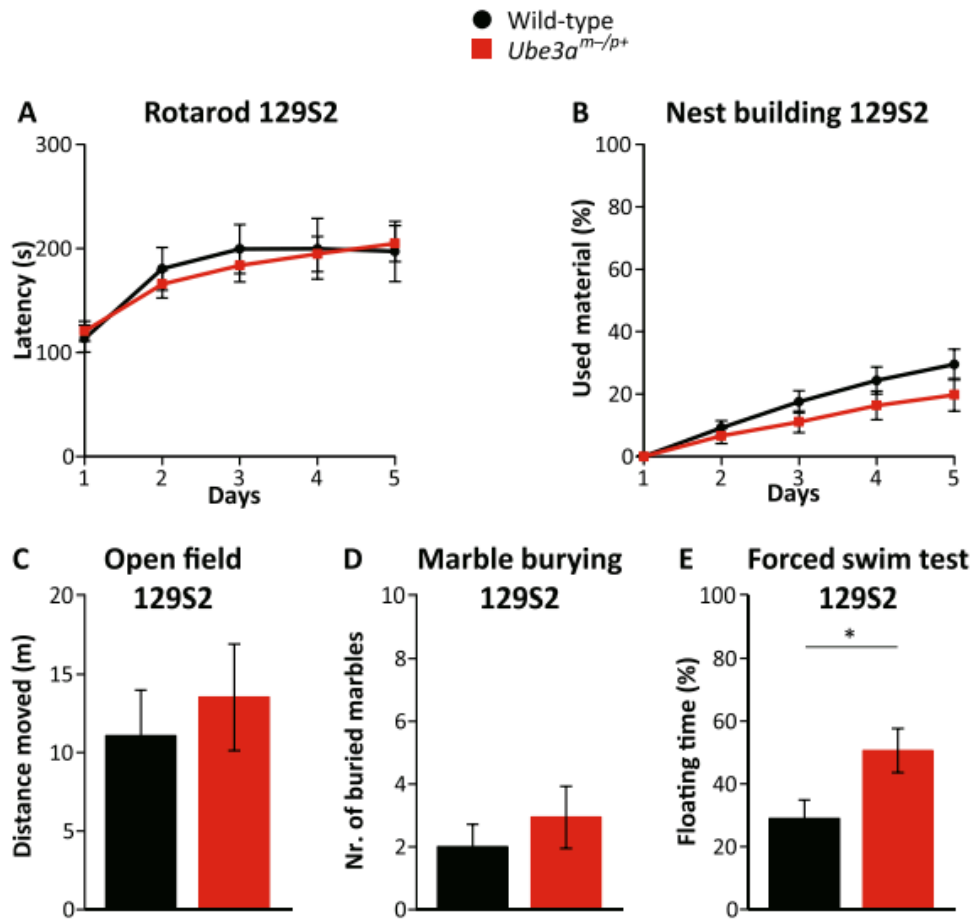 Wild-type
Ube3a^m–/p+
A Rotarod 129S2
300
200
100
0
Latency (s)
1 2 3 4 5
Days
B Nest building 129S2
100
80
60
40
20
0
Used material (%)
1 2 3 4 5
Days
C Open field
129S2
20
15
10
5
0
Distance moved (m)
D Marble burying
129S2
10
8
6
4
2
0
Nr. of buried marbles
E Forced swim test
129S2
100
80
60
40
20
0
Floating time (%)
*